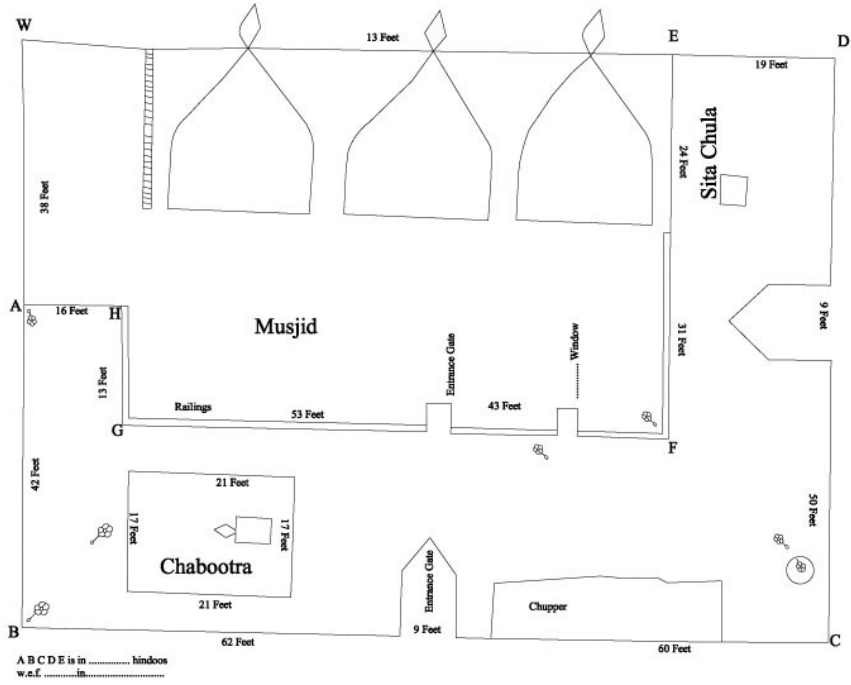 W
13 Feet
E
D
19 Feet
24 Feet
Sita Chula
38 Feet
A
16 Feet
H
Musjid
Entrance Gate
.......... Window
31 Feet
9 Feet
13 Feet
Railings
53 Feet
43 Feet
G
F
42 Feet
21 Feet
17 Feet
17 Feet
50 Feet
Chabootra
21 Feet
Entrance Gate
Chupper
B
62 Feet
9 Feet
60 Feet
C
A B C D E is in ................ hindoos
w.e.f. ............in..............................